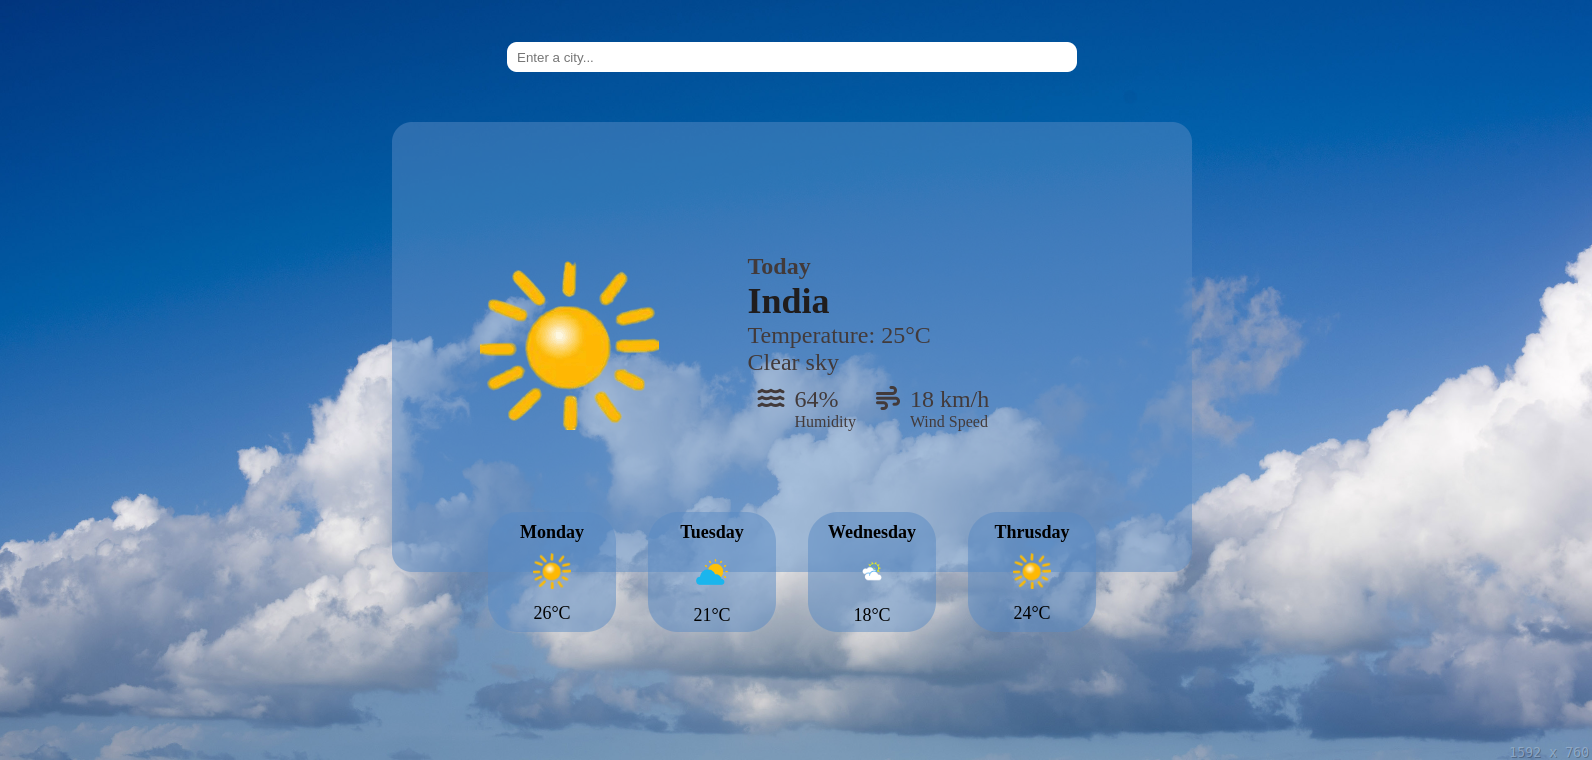 Enter a city...
Today
India
Temperature: 25°C
Clear sky
64% 18 km/h
Humidity Wind Speed
Monday Tuesday Wednesday Thrusday
26°C 21°C 18°C 24°C
1592 x 760